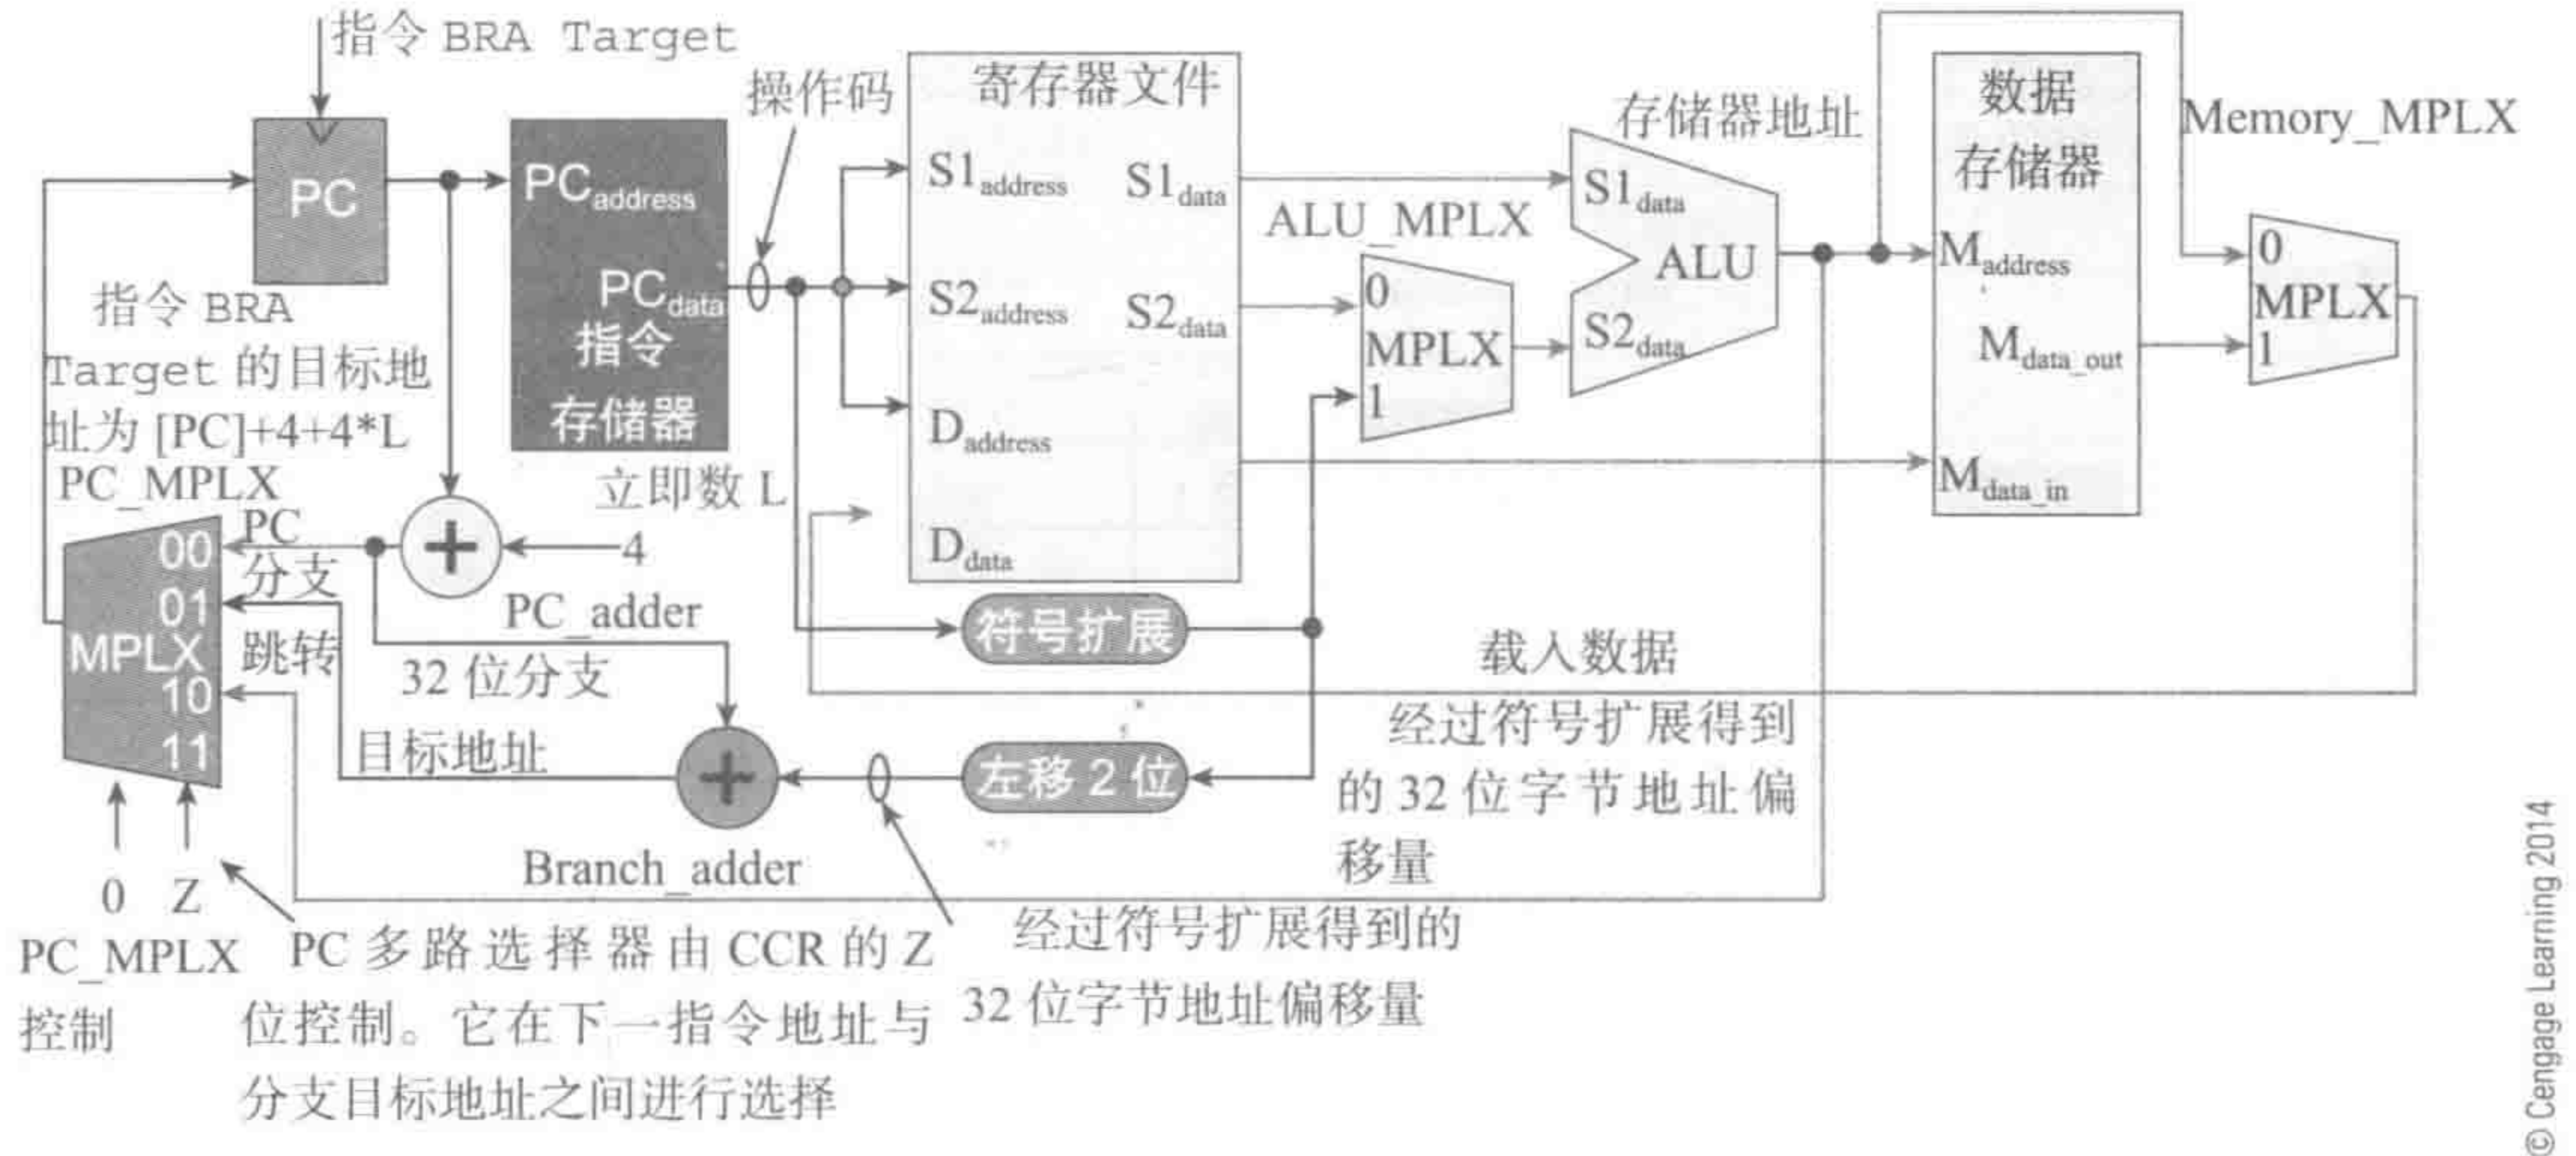 指令 BRA Target
操作码
寄存器文件
存储器地址
数据
存储器
Memory_MPLX
PC
PCaddress
PCdata
指令
存储器
S1address
S1data
S2address
S2data
Daddress
Ddata
ALU_MPLX
0
MPLX
1
S1data
ALU
S2data
Maddress
Mdata_out
Mdata_in
0
MPLX
1
指令 BRA
Target 的目标地
址为 [PC]+4+4*L
PC_MPLX
立即数 L
PC
分支
跳转
00
01
MPLX
10
11
4
PC_adder
32 位分支
目标地址
符号扩展
载入数据
左移 2 位
经过符号扩展得到
的 32 位字节地址偏
移量
Branch_adder
0 Z
PC_MPLX
控制
PC 多路选择器由 CCR 的 Z
位控制。它在下一指令地址与
分支目标地址之间进行选择
经过符号扩展得到的
32 位字节地址偏移量
© Cengage Learning 2014